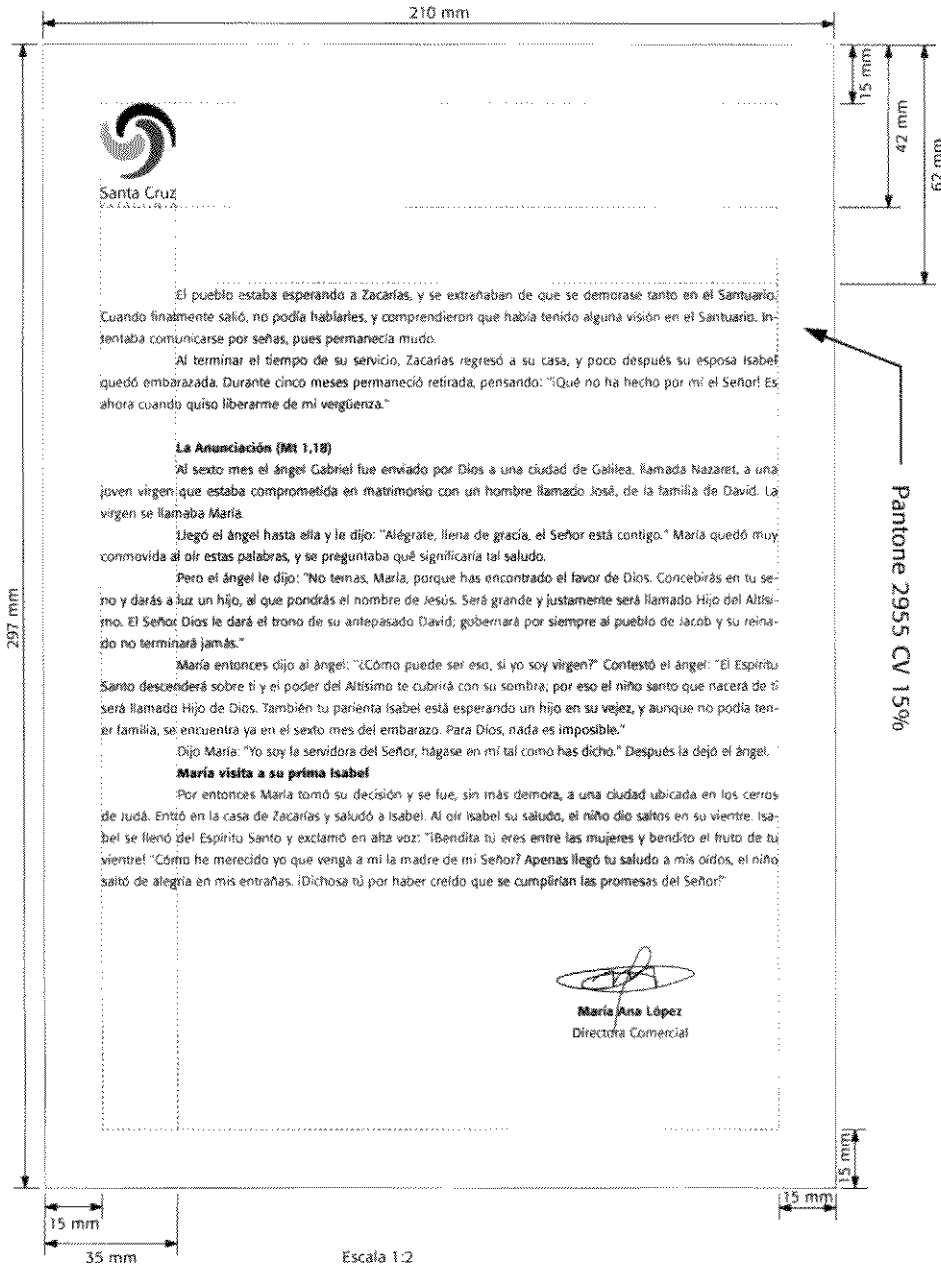 210 mm
15 mm
42 mm
62 mm
Santa Cruz
El pueblo estaba esperando a Zacarías, y se extrañaban de que se demorase tanto en el Santuario.
Cuando finalmente salió, no podía hablarles, y comprendieron que había tenido alguna visión en el Santuario. In-
tentaba comunicarse por señas, pues permanecía mudo.
Al terminar el tiempo de su servicio, Zacarías regresó a su casa, y poco después su esposa Isabel
quedó embarazada. Durante cinco meses permaneció retirada, pensando: "¡Qué no ha hecho por mí el Señor! Es
ahora cuando quiso liberarme de mi vergüenza."
La Anunciación (Mt 1,18)
Al sexto mes el ángel Gabriel fue enviado por Dios a una ciudad de Galilea, llamada Nazaret, a una
joven virgen que estaba comprometida en matrimonio con un hombre llamado José, de la familia de David. La
virgen se llamaba María.
Llegó el ángel hasta ella y le dijo: "Alégrate, llena de gracia, el Señor está contigo." María quedó muy
conmovida al oír estas palabras, y se preguntaba qué significaría tal saludo.
Pero el ángel le dijo: "No temas, María, porque has encontrado el favor de Dios. Concebirás en tu se-
no y darás a luz un hijo, al que pondrás el nombre de Jesús. Será grande y justamente será llamado Hijo del Altísi-
mo. El Señor Dios le dará el trono de su antepasado David; gobernará por siempre al pueblo de Jacob y su reina-
do no terminará jamás."
María entonces dijo al ángel: "¿Cómo puede ser eso, si yo soy virgen?" Contestó el ángel: "El Espíritu
Santo descenderá sobre ti y el poder del Altísimo te cubrirá con su sombra; por eso el niño santo que nacerá de ti
será llamado Hijo de Dios. También tu parienta Isabel está esperando un hijo en su vejez, y aunque no podía ten-
er familia, se encuentra ya en el sexto mes del embarazo. Para Dios, nada es imposible."
Dijo María: "Yo soy la servidora del Señor, hágase en mí tal como has dicho." Después la dejó el ángel.
María visita a su prima Isabel
Por entonces María tomó su decisión y se fue, sin más demora, a una ciudad ubicada en los cerros
de Judá. Entró en la casa de Zacarías y saludó a Isabel. Al oír Isabel su saludo, el niño dio saltos en su vientre. Isa-
bel se llenó del Espíritu Santo y exclamó en alta voz: "¡Bendita tú eres entre las mujeres y bendito el fruto de tu
vientre! "Cómo he merecido yo que venga a mí la madre de mi Señor? Apenas llegó tu saludo a mis oídos, el niño
saltó de alegría en mis entrañas. ¡Dichosa tú por haber creído que se cumplirían las promesas del Señor!"
María Ana López
Directora Comercial
Pantone 2955 CV 15%
297 mm
15 mm
15 mm
15 mm
35 mm
Escala 1:2